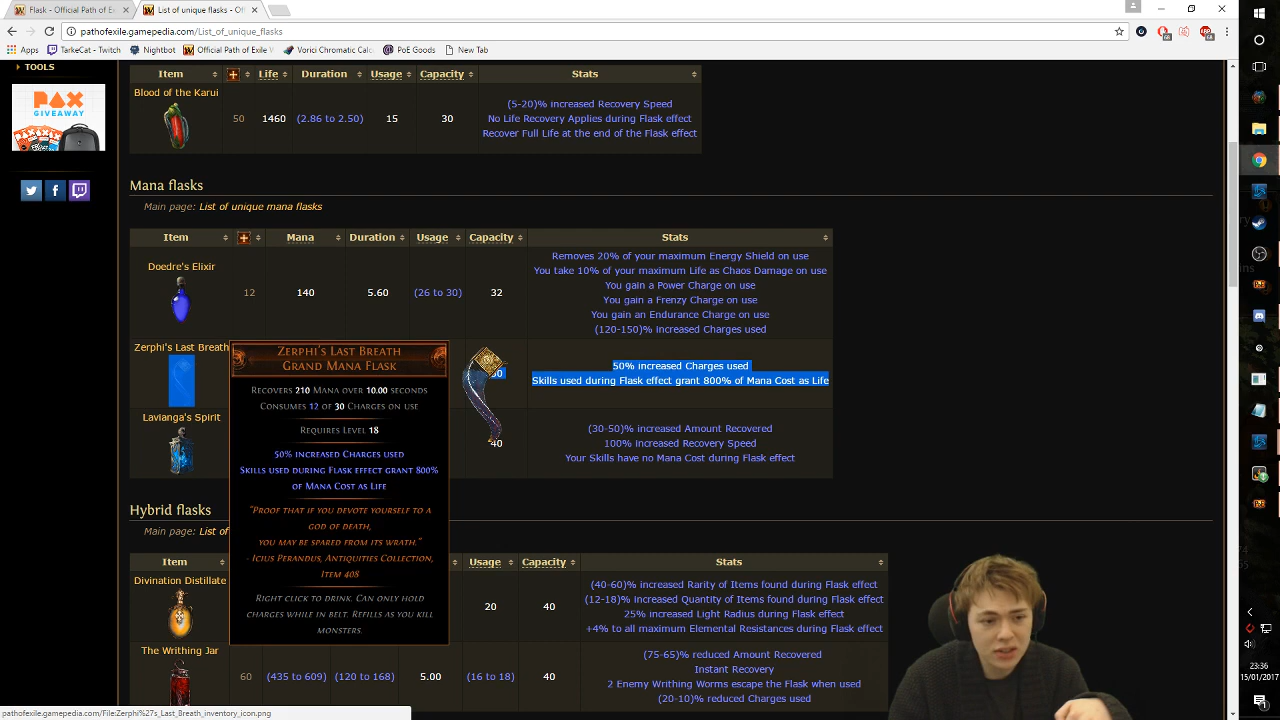 Flask - Official Path of E
List of unique flasks - Of
pathofexile.gamepedia.com/List_of_unique_flasks
Apps TarkeCat - Twitch Nightbot Official Path of Exile W Vorici Chromatic Calc PoE Goods New Tab
TOOLS
PAX
GIVEAWAY
Item Life Duration Usage Capacity Stats
Blood of the Karui
50 1460 (2.86 to 2.50) 15 30
(5-20)% increased Recovery Speed
No Life Recovery Applies during Flask effect
Recover Full Life at the end of the Flask effect
Mana flasks
Main page: List of unique mana flasks
Item Mana Duration Usage Capacity Stats
Doedre's Elixir
12 140 5.60 (26 to 30) 32
Removes 20% of your maximum Energy Shield on use
You take 10% of your maximum Life as Chaos Damage on use
You gain a Power Charge on use
You gain a Frenzy Charge on use
You gain an Endurance Charge on use
(120-150)% increased Charges used
Zerphi's Last Breath
50% increased Charges used
Skills used during Flask effect grant 800% of Mana Cost as Life
Lavianga's Spirit
40
(30-50)% increased Amount Recovered
100% increased Recovery Speed
Your Skills have no Mana Cost during Flask effect
Zerphi's Last Breath
Grand Mana Flask
Recovers 210 Mana over 10.00 seconds
Consumes 12 of 30 Charges on use
Requires Level 18
50% increased Charges used
Skills used during Flask effect grant 800%
of Mana Cost as Life
"Proof that if you devote yourself to a
god of death,
you may be spared from its wrath."
- Icius Perandus, Antiquities Collection,
Item 408
Right click to drink. Can only hold
charges while in belt. Refills as you kill
monsters.
Hybrid flasks
Main page: List of
Item Usage Capacity Stats
Divination Distillate
20 40
(40-60)% increased Rarity of Items found during Flask effect
(12-18)% increased Quantity of Items found during Flask effect
25% increased Light Radius during Flask effect
+4% to all maximum Elemental Resistances during Flask effect
The Writhing Jar
60 (435 to 609) (120 to 168) 5.00 (16 to 18) 40
(75-65)% reduced Amount Recovered
Instant Recovery
2 Enemy Writhing Worms escape the Flask when used
(20-10)% reduced Charges used
pathofexile.gamepedia.com/File:Zerphi%27s_Last_Breath_inventory_icon.png
23:36
15/01/2017